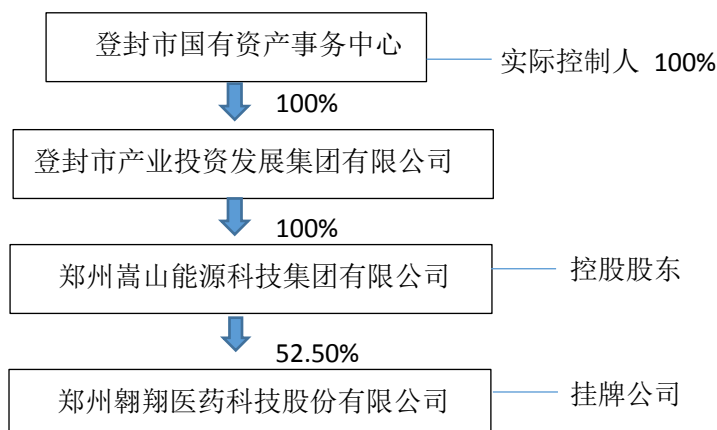 登封市国有资产事务中心
实际控制人 100%
100%
登封市产业投资发展集团有限公司
100%
郑州嵩山能源科技集团有限公司
控股股东
52.50%
郑州翱翔医药科技股份有限公司
挂牌公司